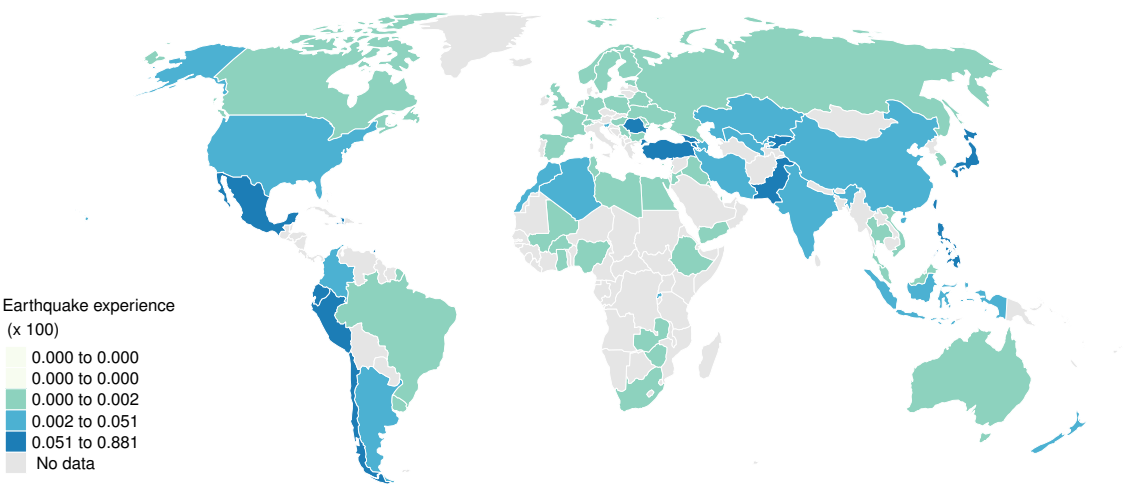 Earthquake experience
(x 100)
0.000 to 0.000
0.000 to 0.000
0.000 to 0.002
0.002 to 0.051
0.051 to 0.881
No data